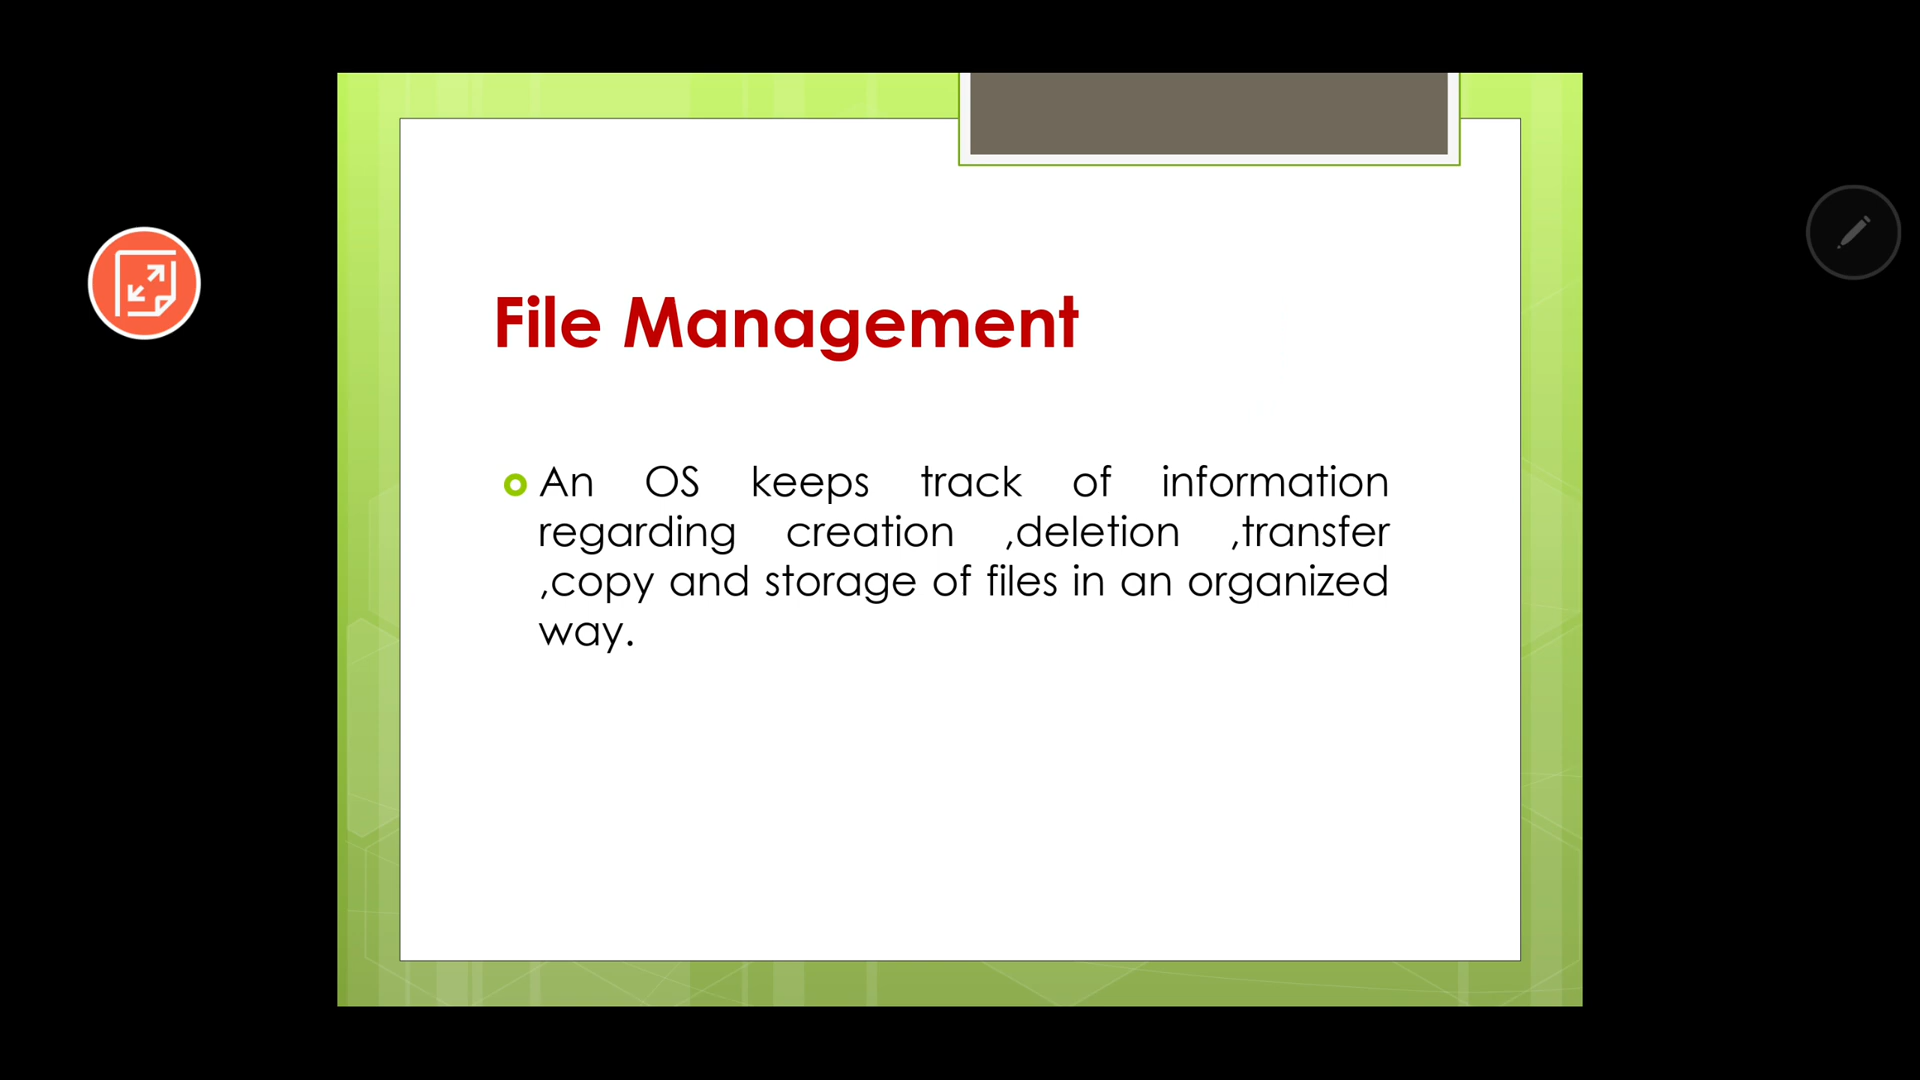 File Management
An OS keeps track of information
regarding creation ,deletion ,transfer
,copy and storage of files in an organized
way.